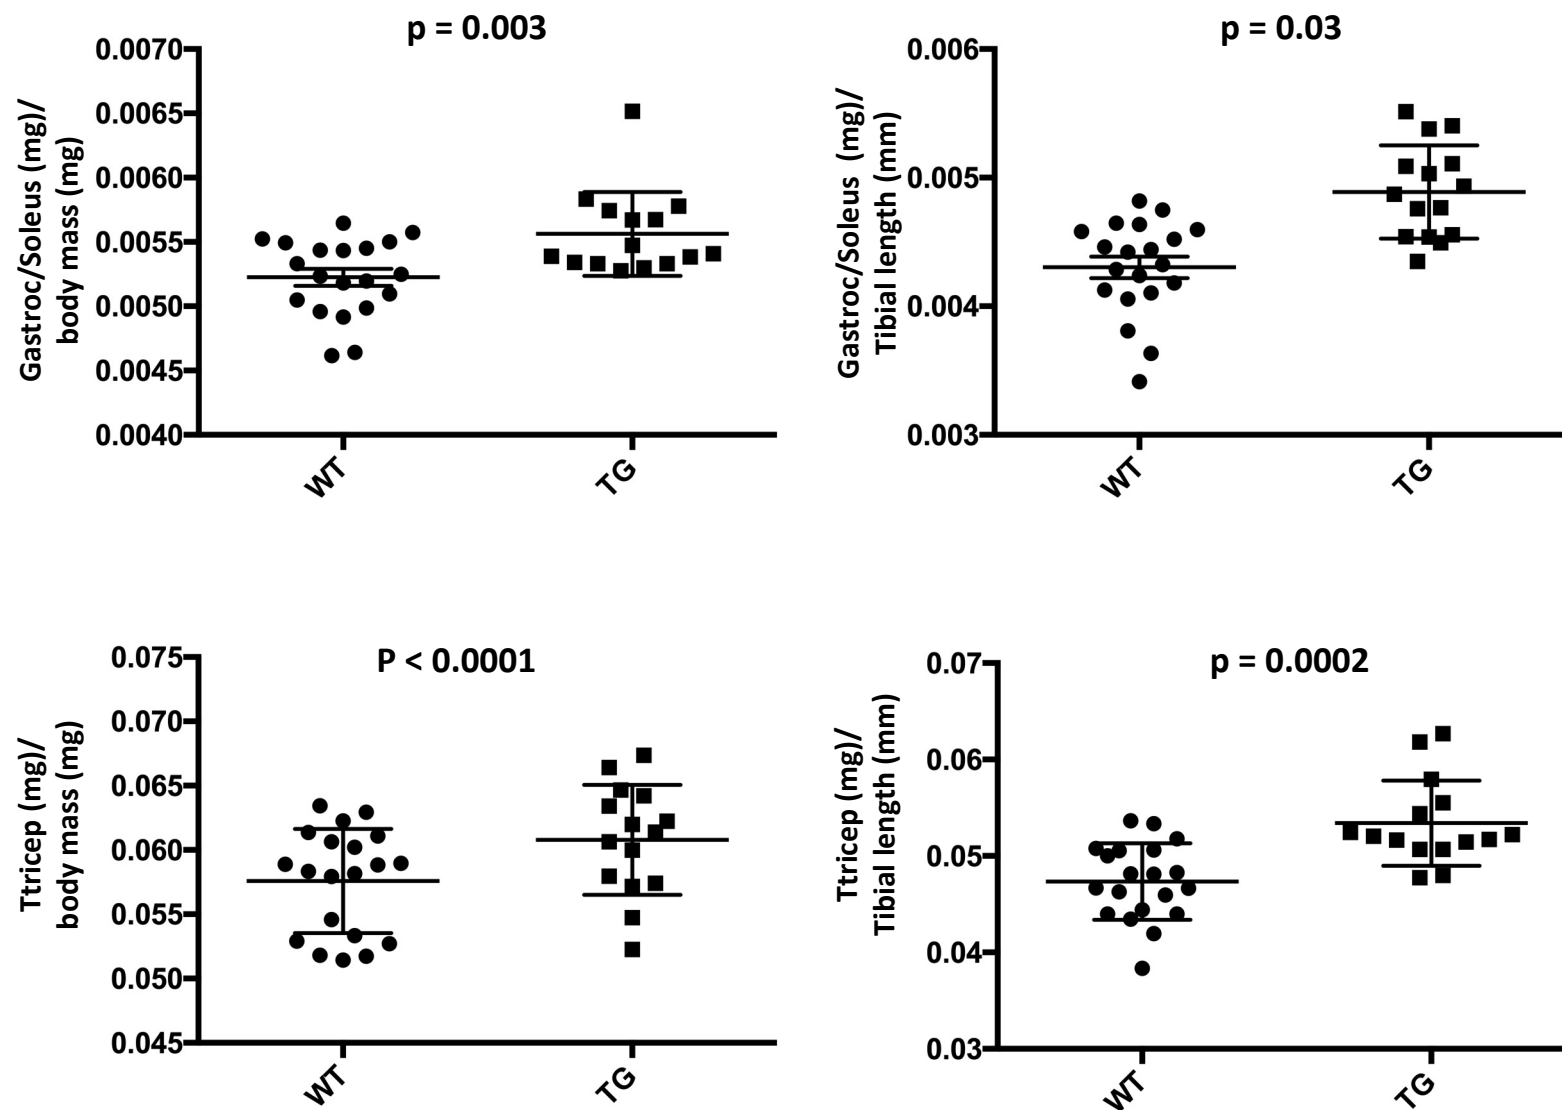 p = 0.003
0.0070
0.0065
0.0060
0.0055
0.0050
0.0045
0.0040
Gastroc/Soleus (mg)/
body mass (mg)
WT
TG
p = 0.03
0.006
0.005
0.004
0.003
Gastroc/Soleus (mg)/
Tibial length (mm)
WT
TG
P < 0.0001
0.075
0.070
0.065
0.060
0.055
0.050
0.045
Ttricep (mg)/
body mass (mg)
WT
TG
p = 0.0002
0.07
0.06
0.05
0.04
0.03
Ttricep (mg)/
Tibial length (mm)
WT
TG